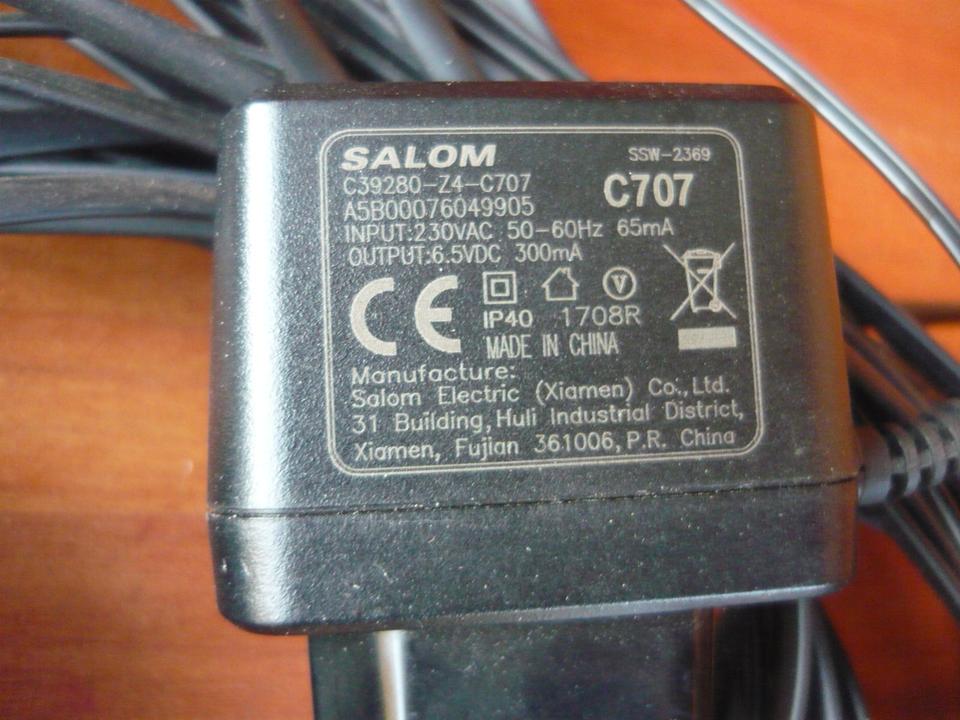 SALOM SSW-2369
C39280-Z4-C707 C707
A5B00076049905
INPUT:230VAC 50-60Hz 65mA
OUTPUT:6.5VDC 300mA
CE V
IP40 1708R
MADE IN CHINA
Manufacture:
Salom Electric (Xiamen) Co.,Ltd.
31 Building, Huli Industrial District,
Xiamen, Fujian 361006, P.R. China